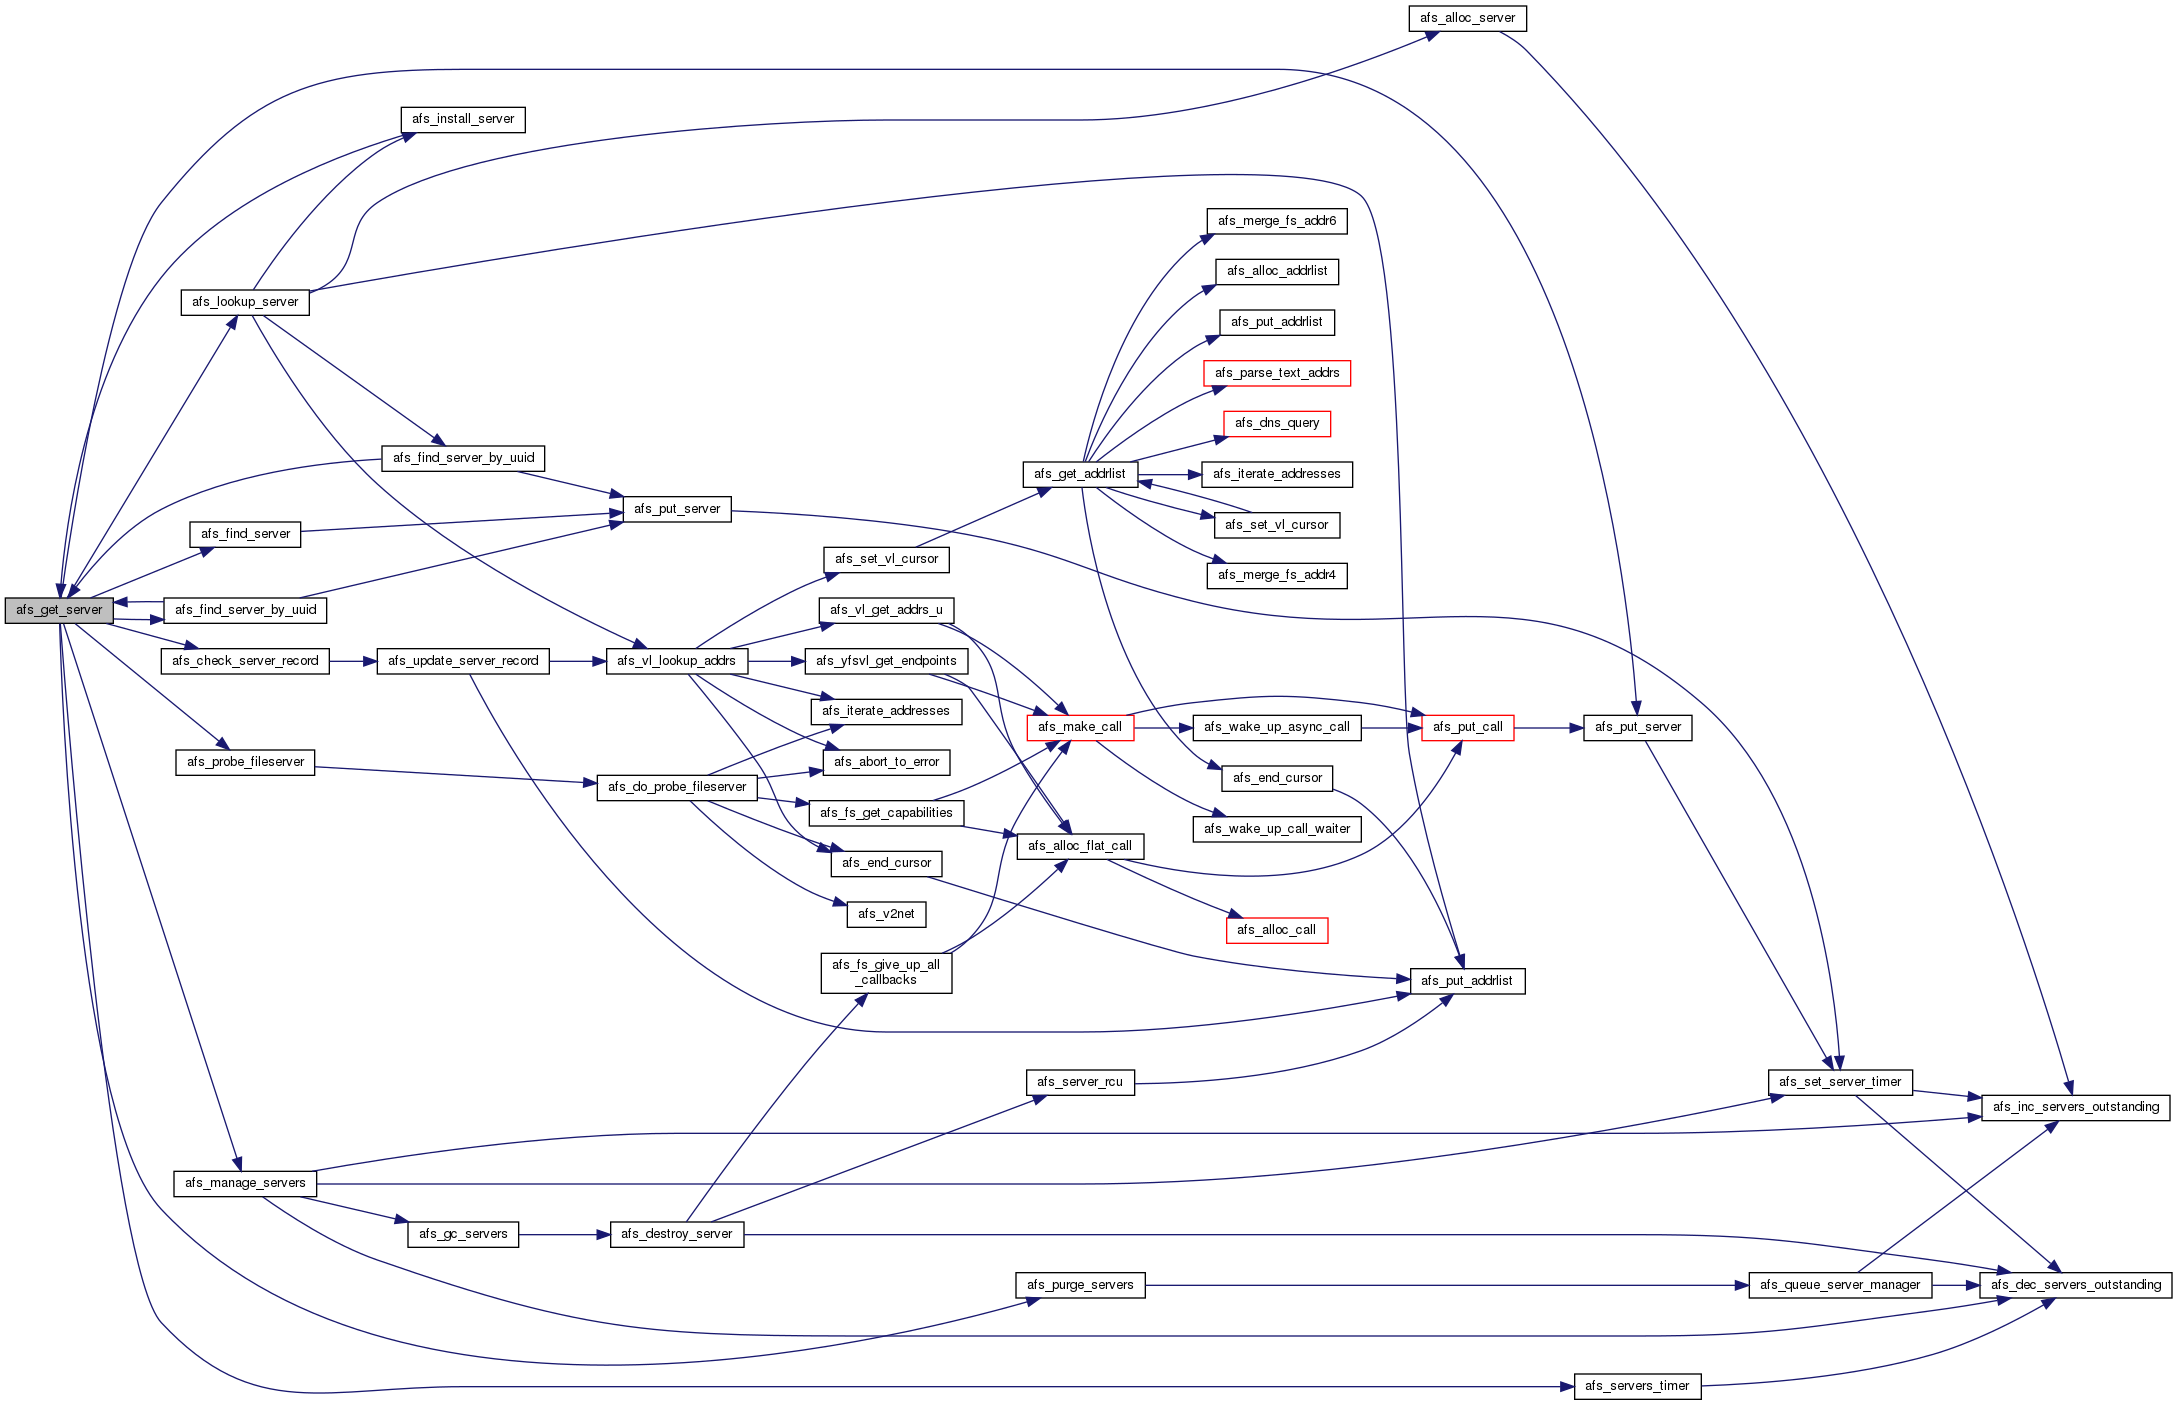 afs_alloc_server
afs_install_server
afs_merge_fs_addr6
afs_alloc_addrlist
afs_lookup_server
afs_put_addrlist
afs_parse_text_addrs
afs_dns_query
afs_find_server_by_uuid
afs_get_addrlist
afs_iterate_addresses
afs_put_server
afs_set_vl_cursor
afs_find_server
afs_set_vl_cursor
afs_merge_fs_addr4
afs_get_server
afs_find_server_by_uuid
afs_vl_get_addrs_u
afs_check_server_record
afs_update_server_record
afs_vl_lookup_addrs
afs_yfsvl_get_endpoints
afs_iterate_addresses
afs_make_call
afs_wake_up_async_call
afs_put_call
afs_put_server
afs_probe_fileserver
afs_abort_to_error
afs_end_cursor
afs_do_probe_fileserver
afs_fs_get_capabilities
afs_wake_up_call_waiter
afs_alloc_flat_call
afs_end_cursor
afs_v2net
afs_alloc_call
afs_fs_give_up_all
_callbacks
afs_put_addrlist
afs_server_rcu
afs_set_server_timer
afs_inc_servers_outstanding
afs_manage_servers
afs_gc_servers
afs_destroy_server
afs_purge_servers
afs_queue_server_manager
afs_dec_servers_outstanding
afs_servers_timer